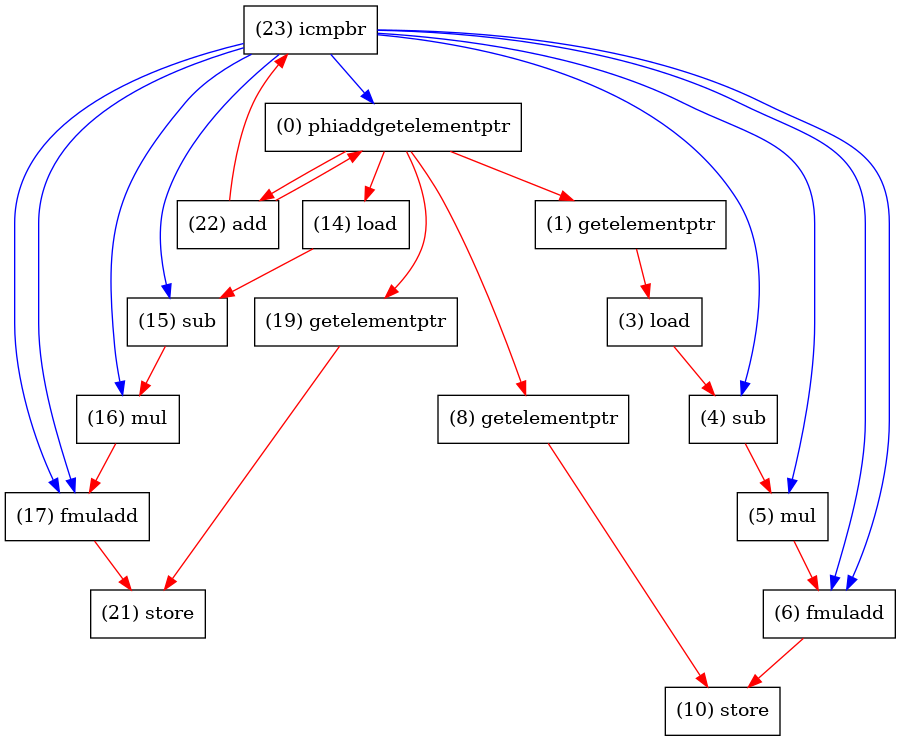 (23) icmpbr
(0) phiaddgetelementptr
(22) add
(14) load
(1) getelementptr
(15) sub
(19) getelementptr
(3) load
(16) mul
(8) getelementptr
(4) sub
(17) fmuladd
(5) mul
(21) store
(6) fmuladd
(10) store